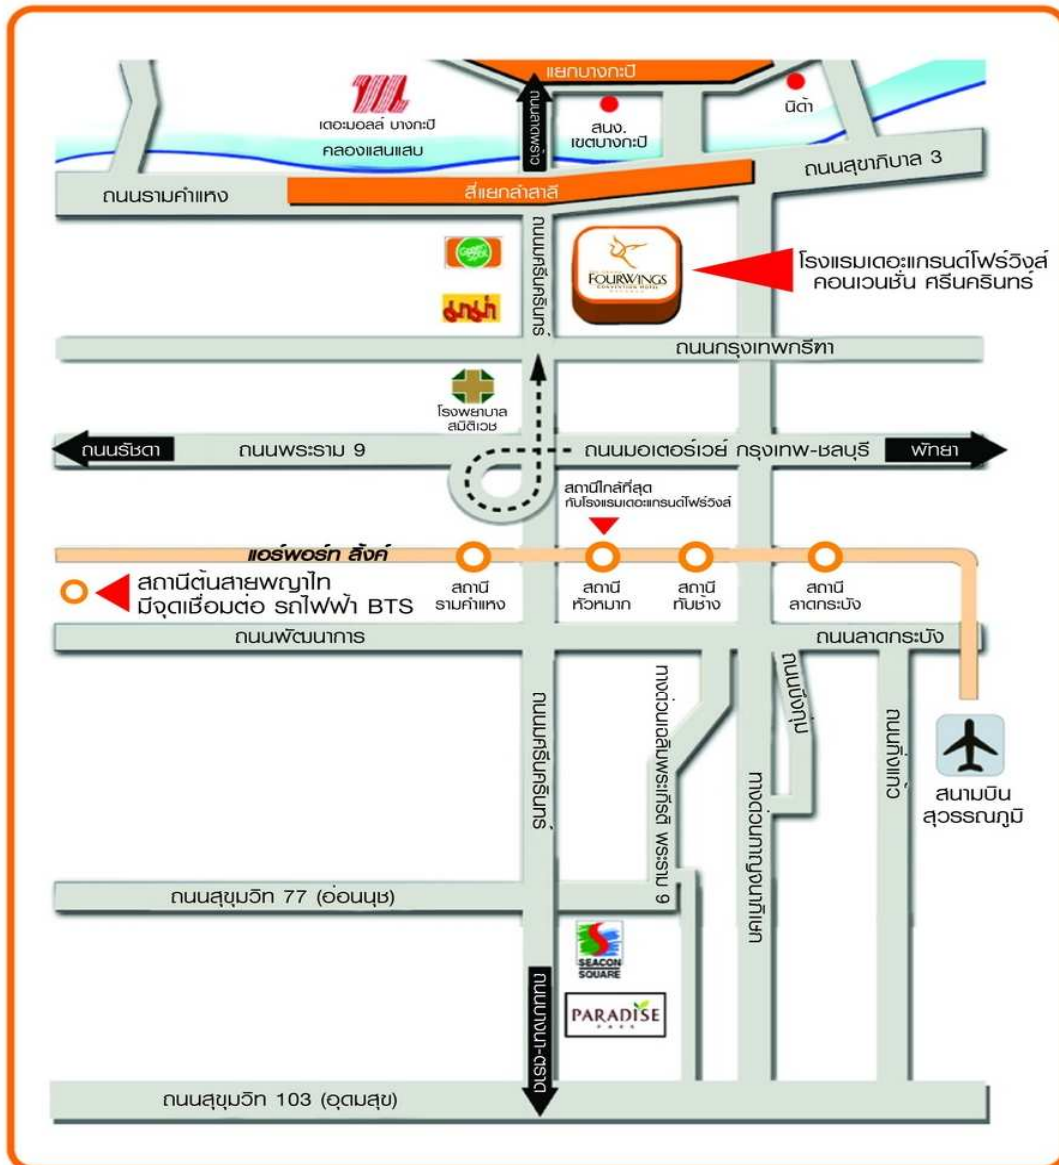 แยกบางกะปิ
ถนนลาดพร้าว
เดอะมอลล์ บางกะปิ
คลองแสนแสบ
สนง.
เขตบางกะปิ
นิด้า
ถนนสุขาภิบาล 3
ถนนรามคำแหง
สี่แยกลำสาลี
ถนนศรีนครินทร์
Green Spot
FOURWINGS
CONVENTION HOTEL
โรงแรมเดอะแกรนด์โฟร์วิงส์
คอนเวนชั่น ศรีนครินทร์
ถนนกรุงเทพกรีฑา
โรงพยาบาล
สมิติเวช
ถนนรัชดา
ถนนพระราม 9
ถนนมอเตอร์เวย์ กรุงเทพ-ชลบุรี
พัทยา
สถานีใกล้ที่สุด
กับโรงแรมเดอะแกรนด์โฟร์วิงส์
แอร์พอร์ท ลิ้งค์
สถานีต้นสายพญาไท
มีจุดเชื่อมต่อ รถไฟฟ้า BTS
สถานี
รามคำแหง
สถานี
หัวหมาก
สถานี
ทับช้าง
สถานี
ลาดกระบัง
ถนนพัฒนาการ
ถนนลาดกระบัง
ถนนศรีนครินทร์
ทางด่วนเฉลิมพระเกียรติ พระราม 9
ทางด่วนกาญจนาภิเษก
ถนนบึงกุ่ม
ถนนกิ่งแก้ว
สนามบิน
สุวรรณภูมิ
ถนนสุขุมวิท 77 (อ่อนนุช)
SEACON
SQUARE
PARADISE
PARK
ถนนบางนา-ตราด
ถนนสุขุมวิท 103 (อุดมสุข)